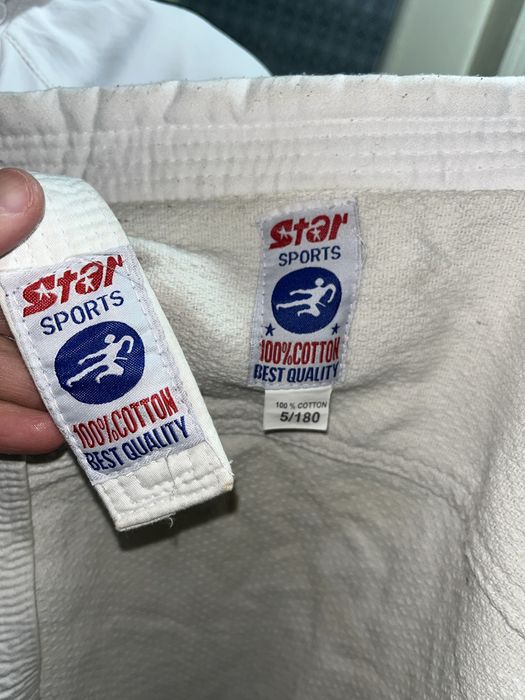 Star
SPORTS
100%COTTON
BEST QUALITY
Star
SPORTS
100%COTTON
BEST QUALITY
100 % COTTON
5/180